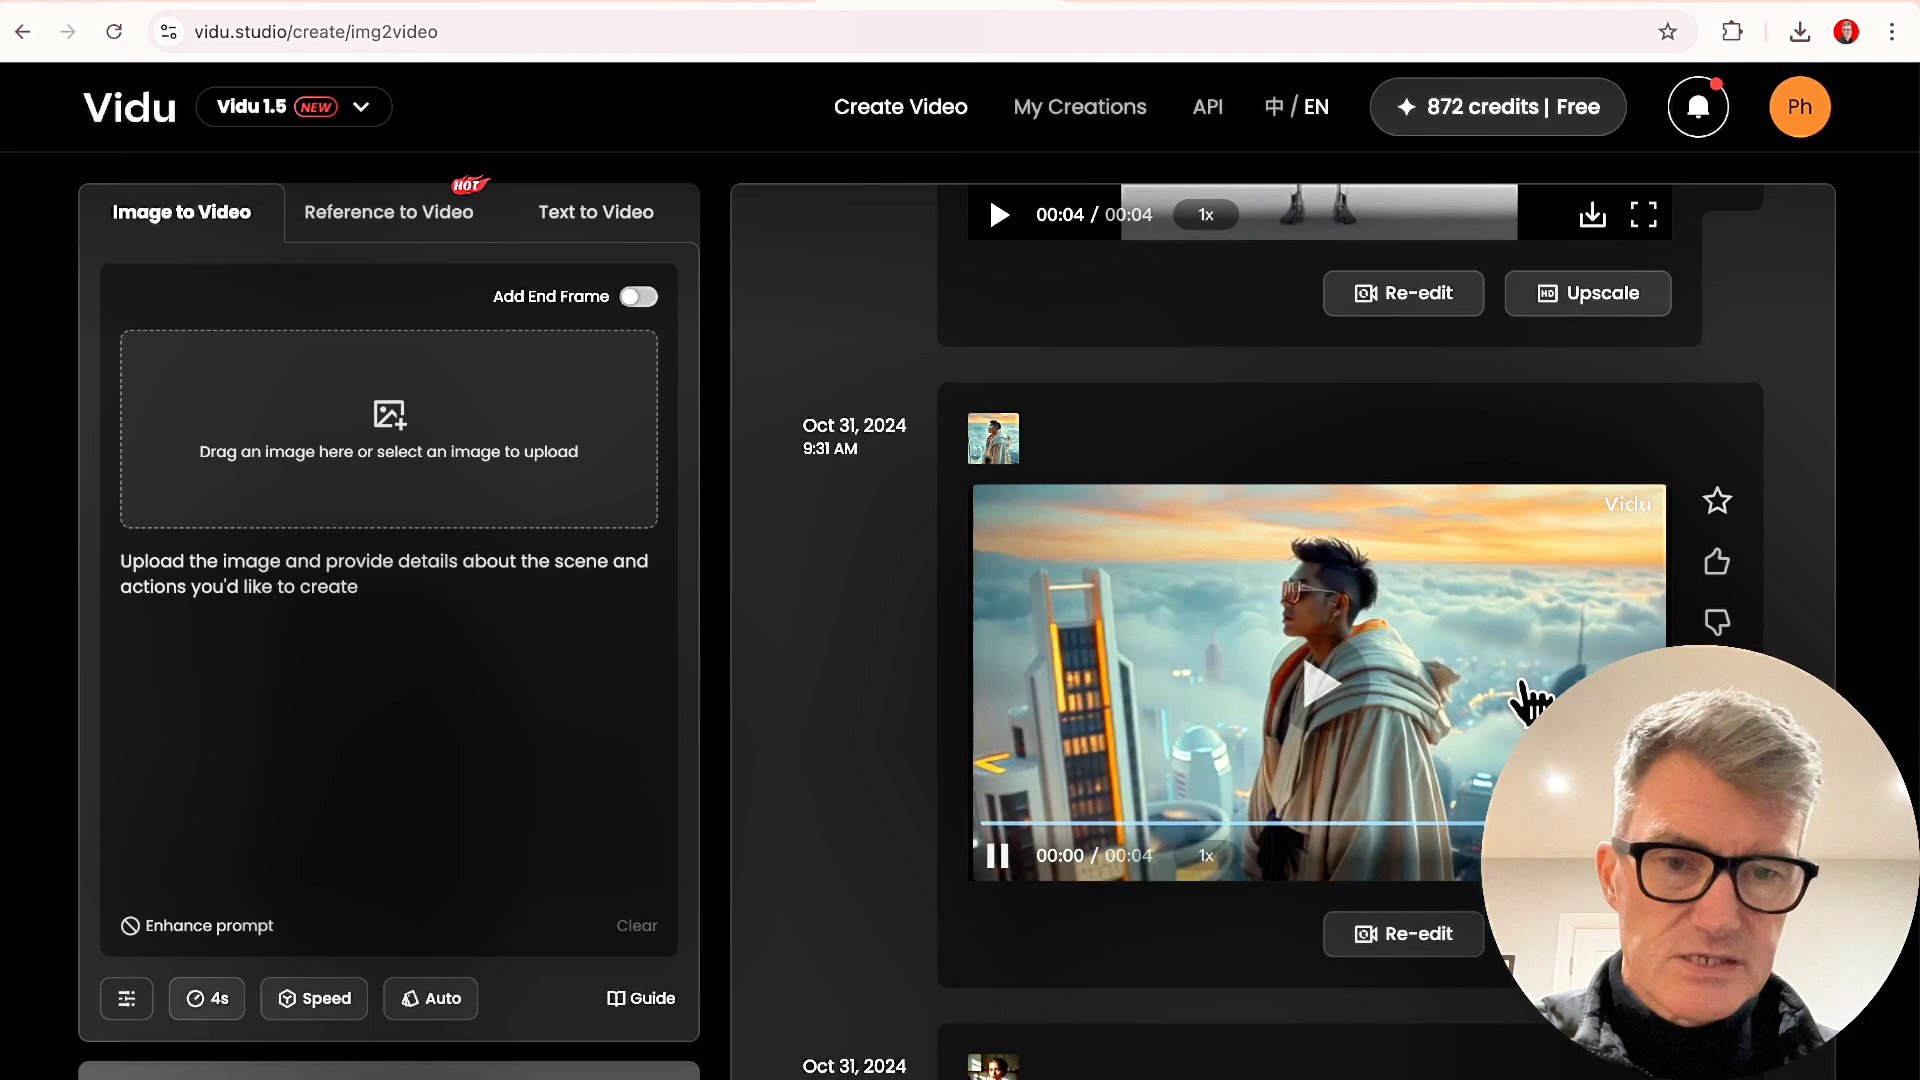 vidu.studio/create/img2video
Vidu
Vidu 1.5 NEW
Create Video
My Creations
API
中 / EN
872 credits | Free
Ph
Image to Video
Reference to Video
HOT
Text to Video
Add End Frame
Drag an image here or select an image to upload
Upload the image and provide details about the scene and
actions you'd like to create
Enhance prompt
Clear
4s
Speed
Auto
Guide
00:04 / 00:04
1x
Re-edit
HD Upscale
Oct 31, 2024
9:31 AM
Vidu
00:00 / 00:04
1x
Re-edit
Oct 31, 2024